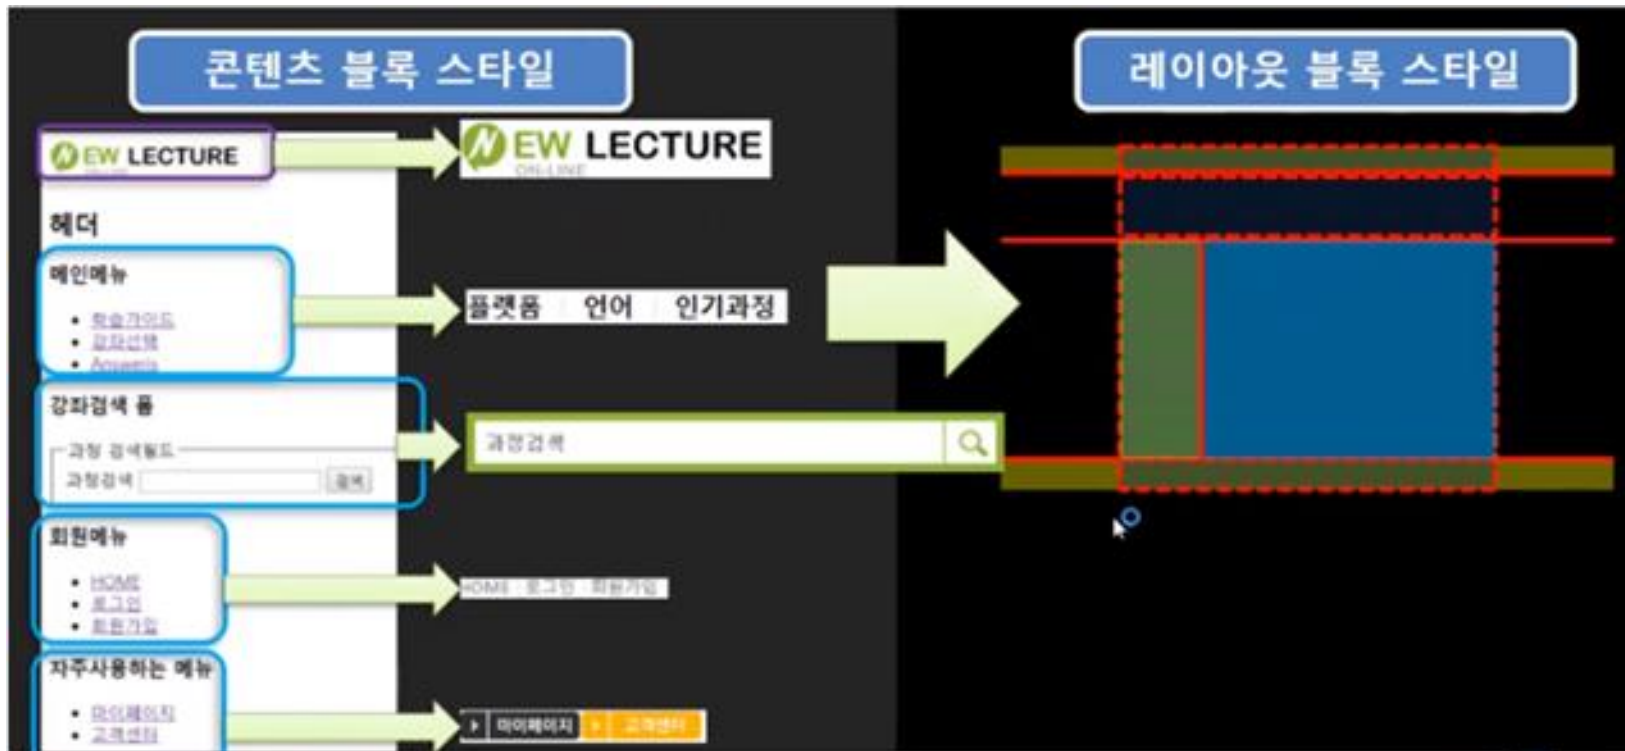 콘텐츠 블록 스타일
레이아웃 블록 스타일
EW LECTURE
NEW LECTURE
ON-LINE
헤더
메인메뉴
학습가이드
강좌선택
Answeris
플랫폼 언어 인기과정
강좌검색 폼
과정 검색필드
과정검색 검색
과정검색
회원메뉴
HOME
로그인
회원가입
HOME 로그인 회원가입
자주사용하는 메뉴
마이페이지
고객센터
마이페이지 고객센터